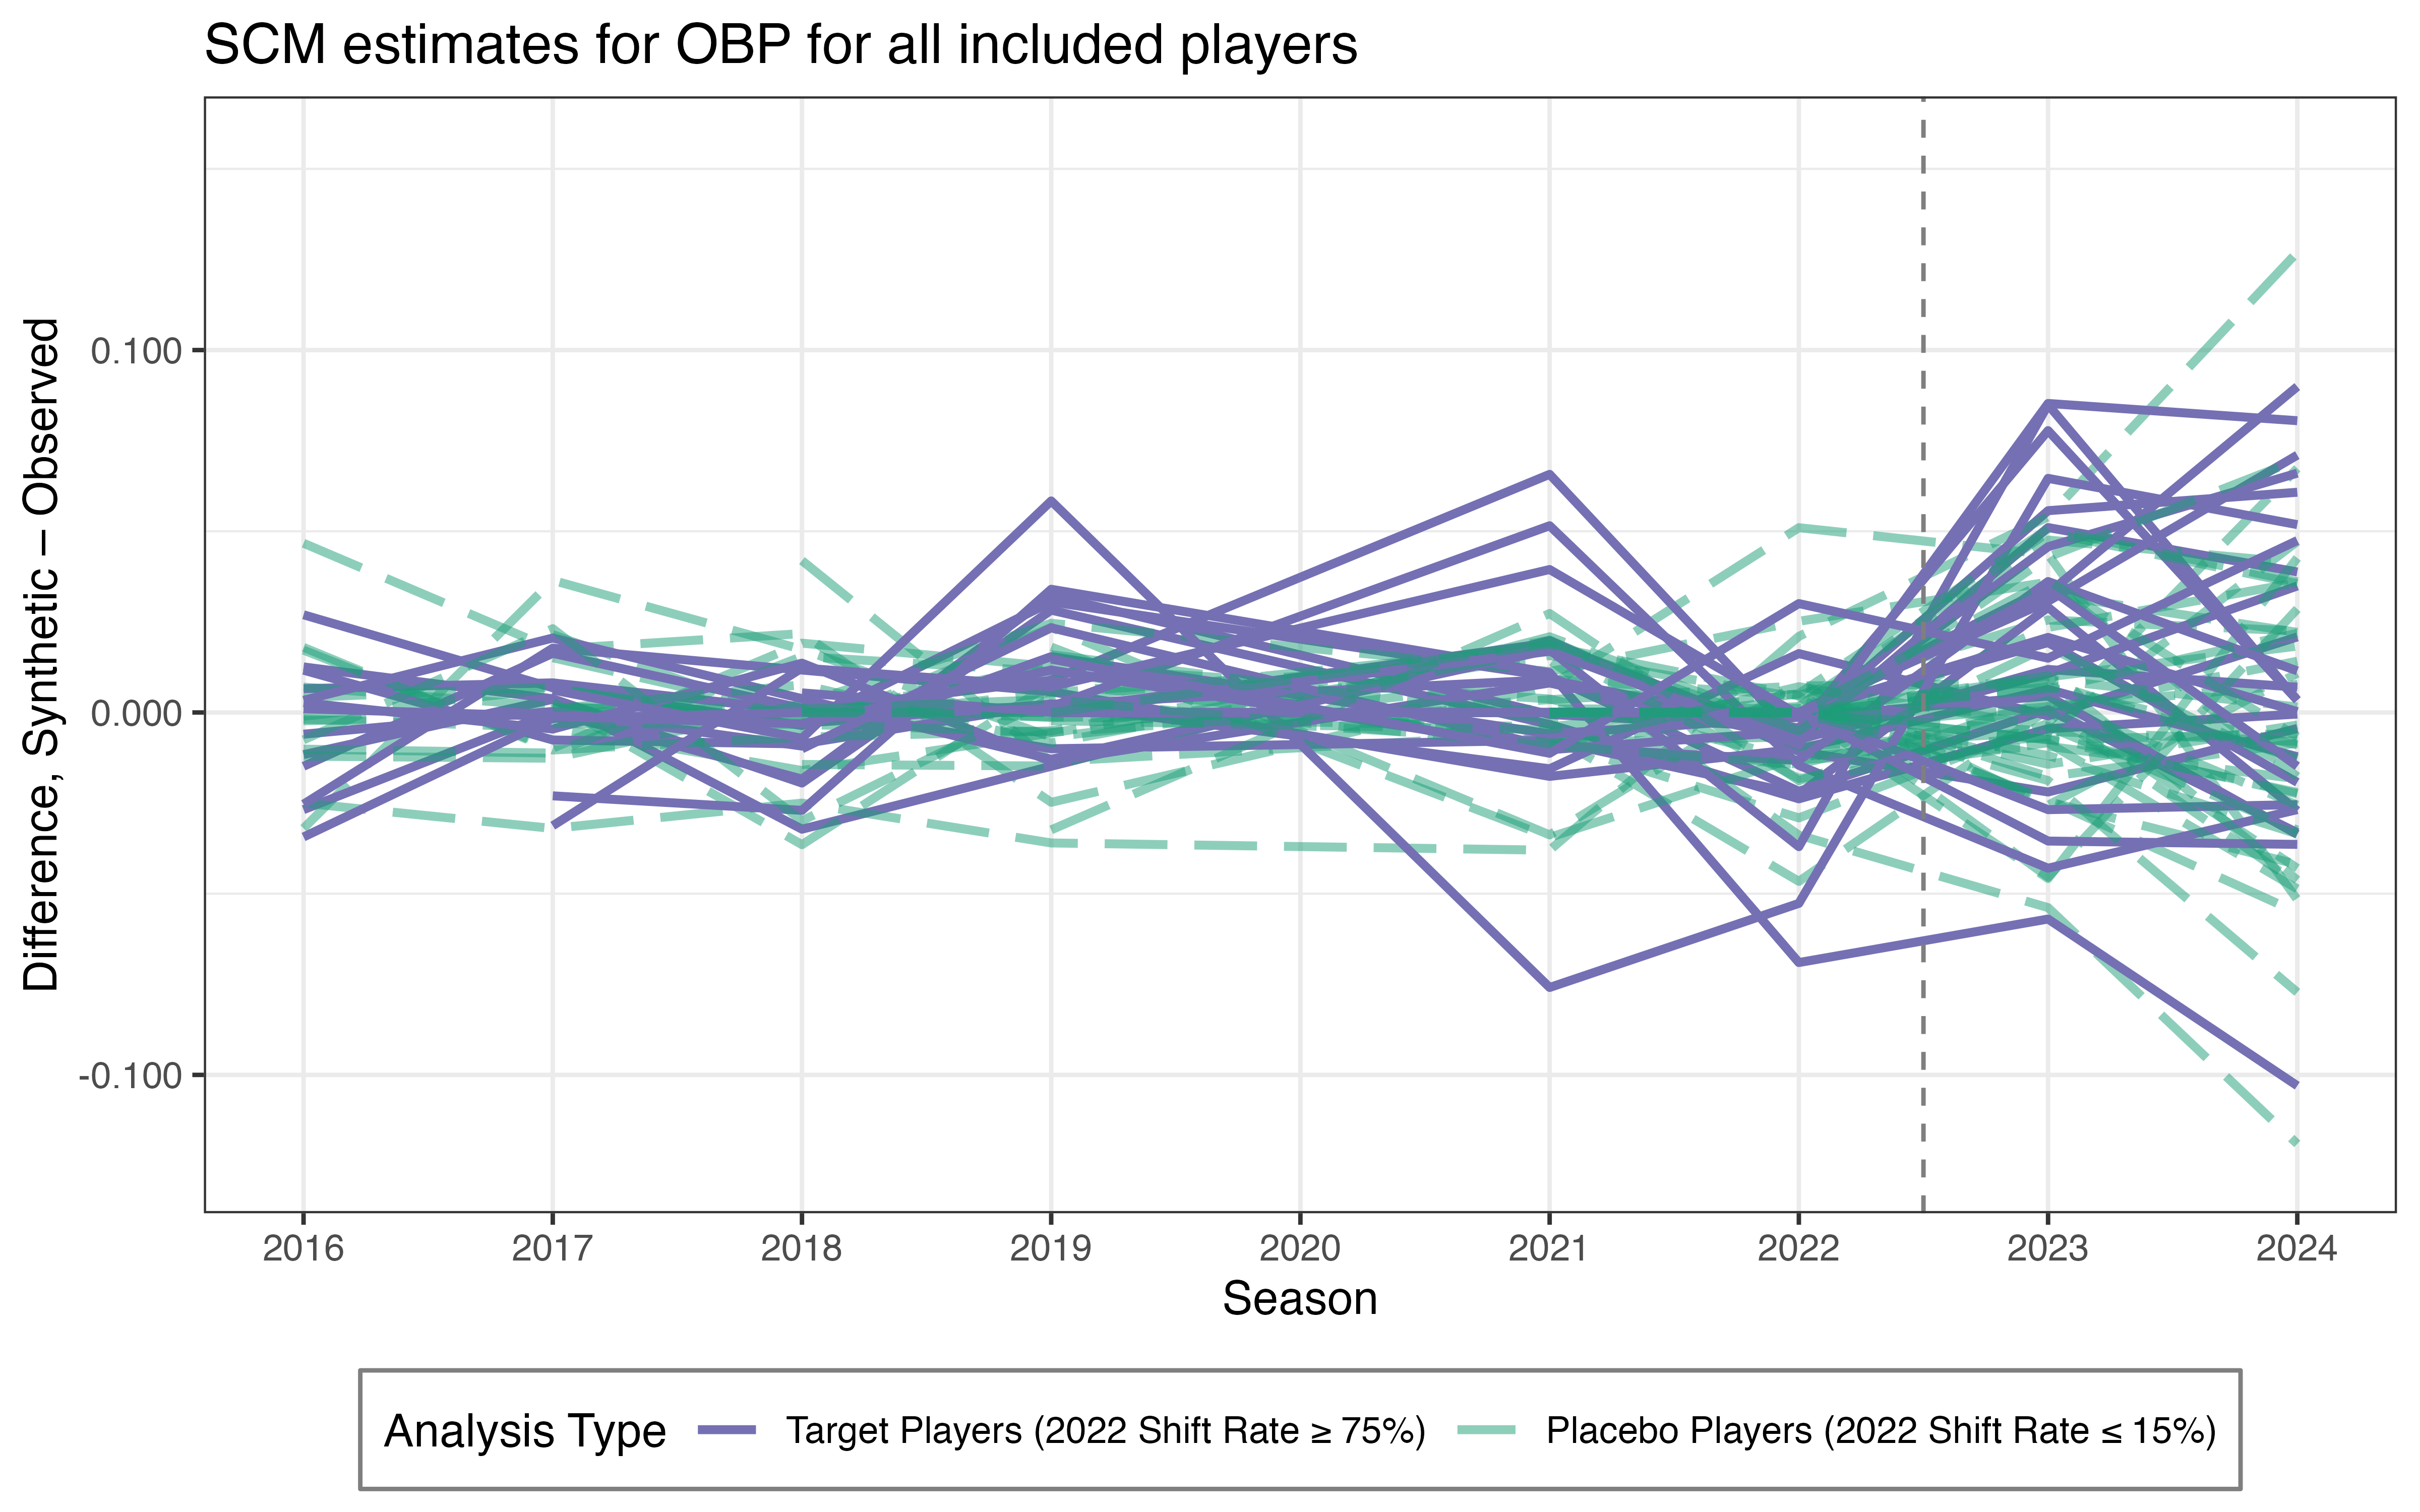 SCM estimates for OBP for all included players
Difference, Synthetic – Observed
0.100
0.000
-0.100
2016 2017 2018 2019 2020 2021 2022 2023 2024
Season
Analysis Type Target Players (2022 Shift Rate ≥ 75%) Placebo Players (2022 Shift Rate ≤ 15%)